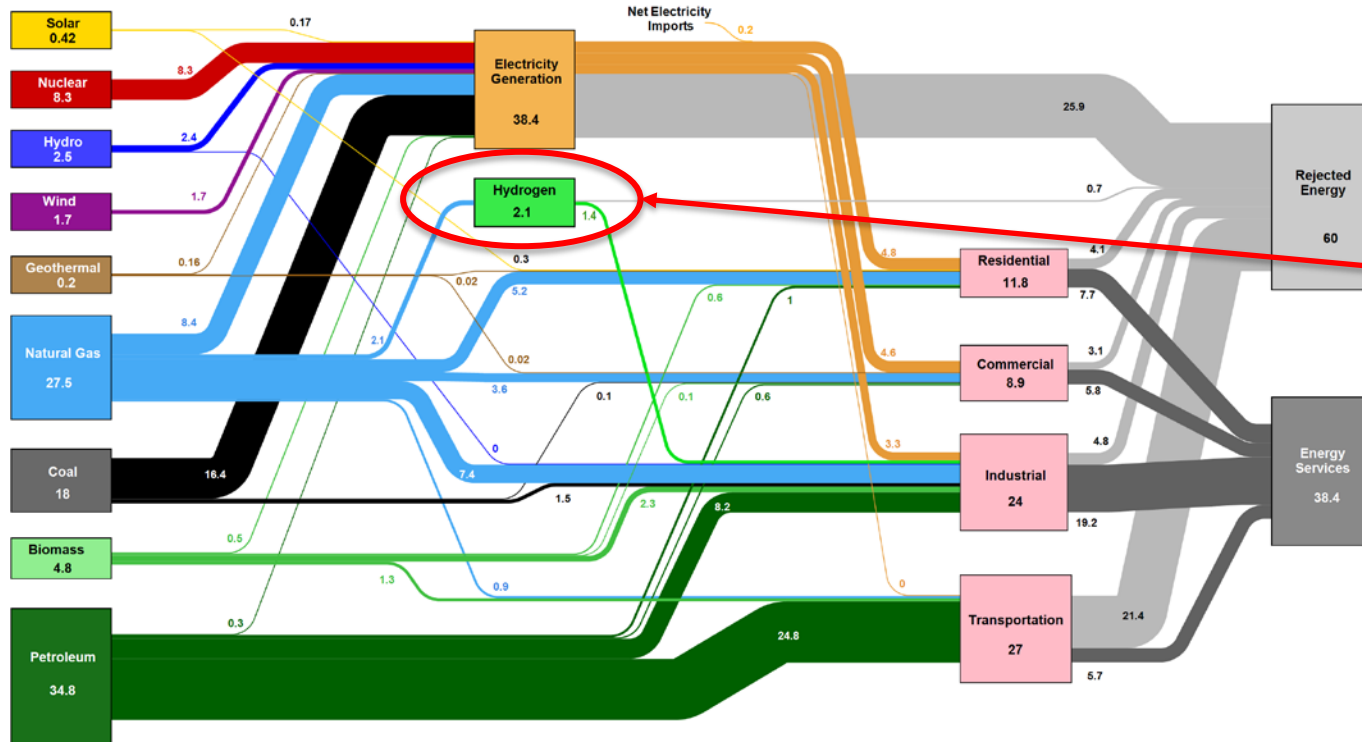 Solar
0.42
0.17
Net Electricity
Imports
0.2
Electricity
Generation
38.4
Nuclear
8.3
8.3
25.9
Rejected
Energy
60
Hydro
2.5
2.4
Hydrogen
2.1
1.4
0.7
Wind
1.7
1.7
Geothermal
0.2
0.16
0.02
0.3
5.2
4.8
Residential
11.8
4.1
7.7
0.6
1
Natural Gas
27.5
8.4
2.1
0.02
3.6
4.6
Commercial
8.9
3.1
5.8
0.1
0.1
0.6
Coal
18
16.4
0
7.4
1.5
3.3
Industrial
24
4.8
19.2
Energy
Services
38.4
2.3
8.2
Biomass
4.8
0.5
1.3
0.9
0
Petroleum
34.8
0.3
24.8
Transportation
27
21.4
5.7